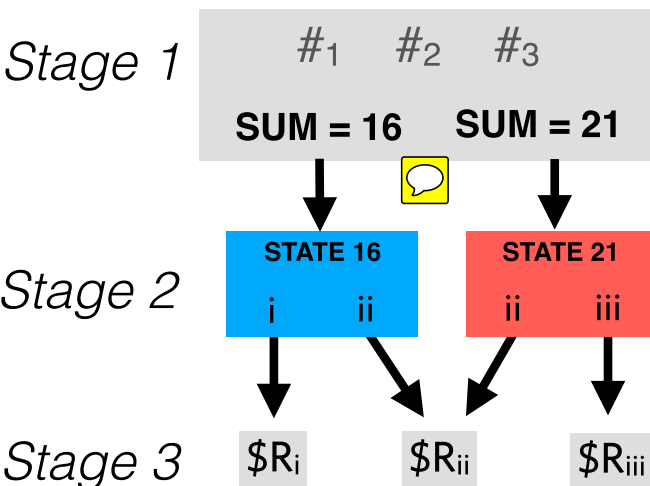 Stage 1
#1 #2 #3
SUM = 16 SUM = 21
STATE 16 STATE 21
Stage 2
i ii ii iii
Stage 3
$Ri $Rii $Riii